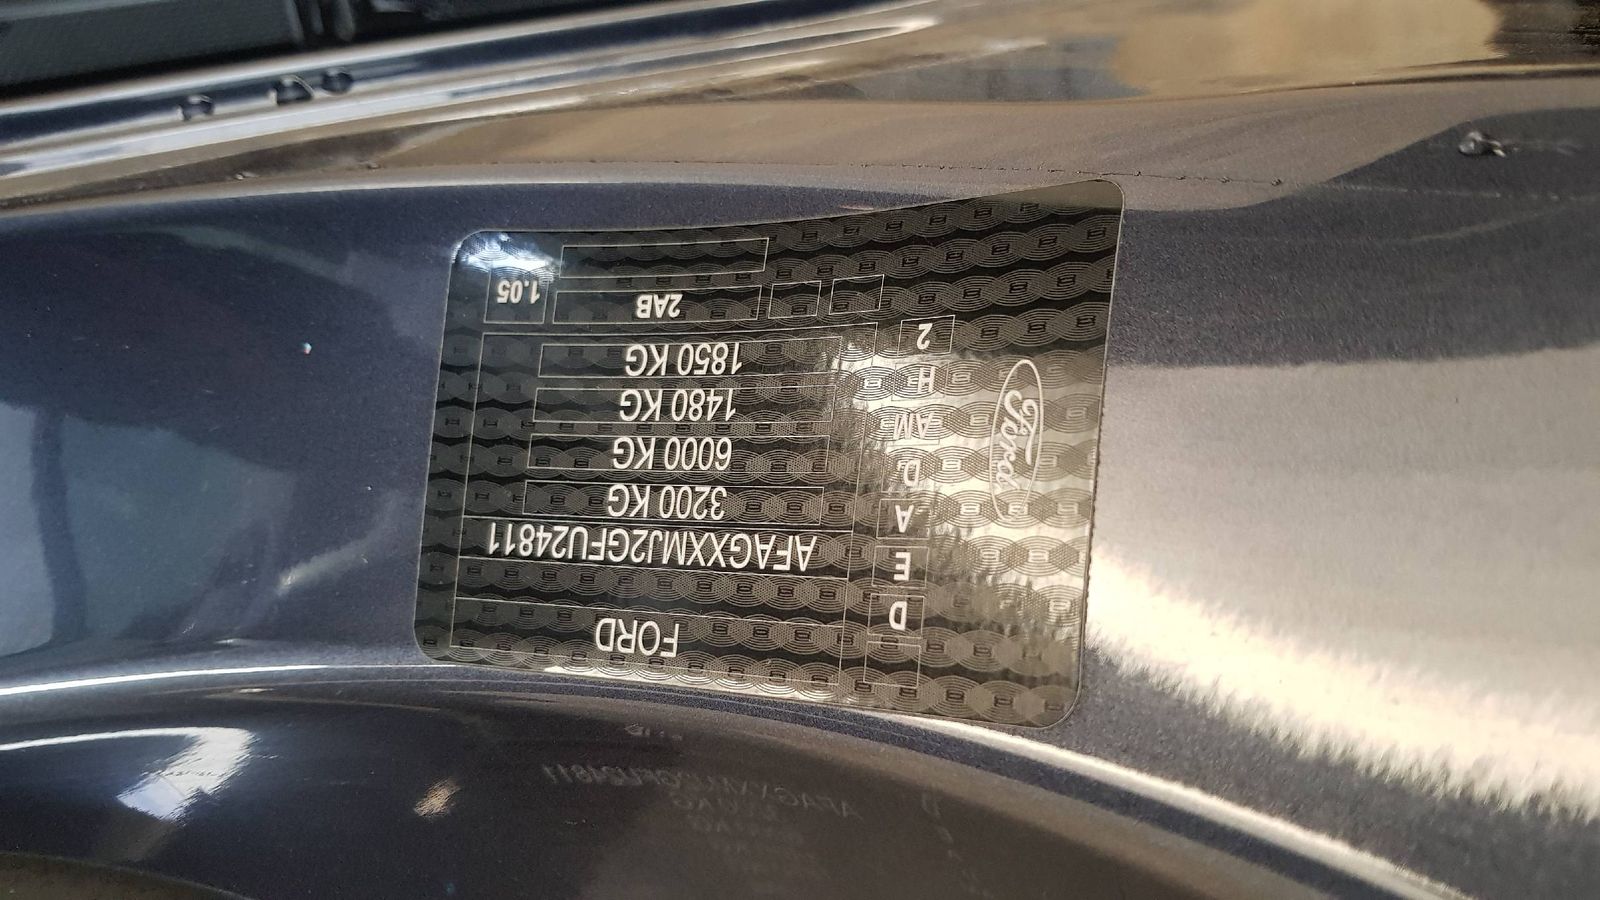 FORD
AFAGXXMJ2GFU24811
3200 KG
6000 KG
1480 KG
1850 KG
2AB
1.05
D
E
A
D
AM
H
2
Ford